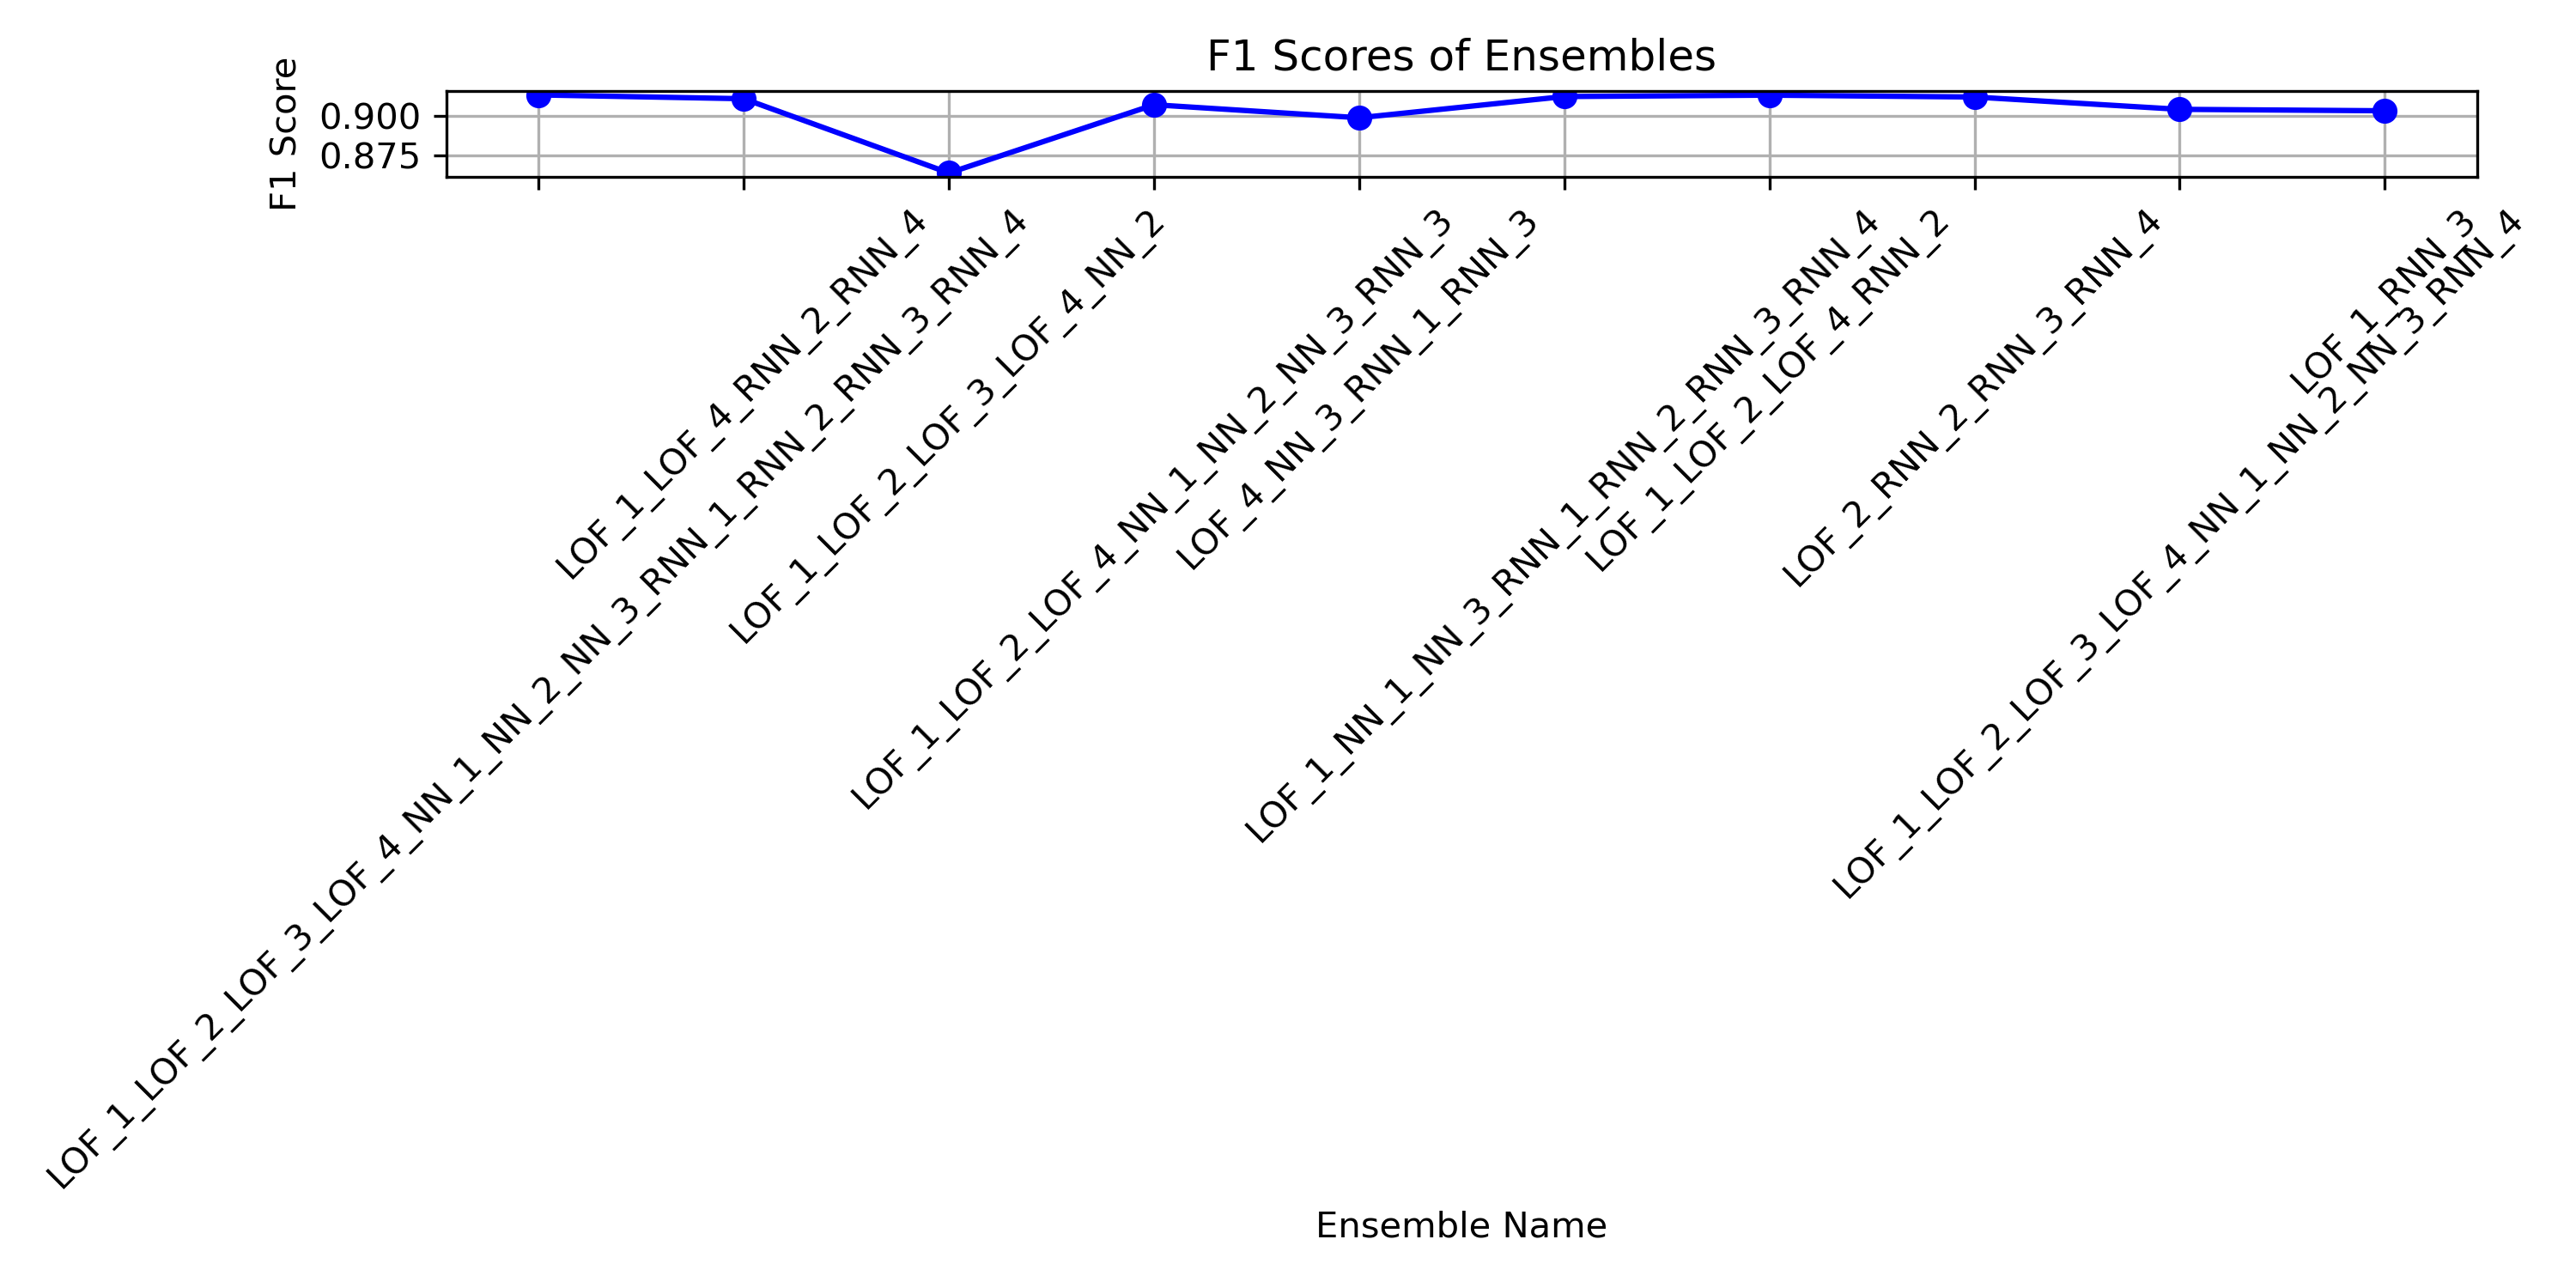 F1 Scores of Ensembles
F1 Score
0.900
0.875
LOF_1_LOF_2_LOF_3_LOF_4_NN_1_NN_2_NN_3_RNN_1_RNN_2_RNN_3_RNN_4
LOF_1_LOF_4_RNN_2_RNN_4
LOF_1_LOF_2_LOF_3_LOF_4_NN_2
LOF_1_LOF_2_LOF_4_NN_1_NN_2_NN_3_RNN_3
LOF_4_NN_3_RNN_1_RNN_3
LOF_1_NN_1_NN_3_RNN_1_RNN_2_RNN_3_RNN_4
LOF_1_LOF_2_LOF_4_RNN_2
LOF_2_RNN_2_RNN_3_RNN_4
LOF_1_LOF_2_LOF_3_LOF_4_NN_1_NN_2_NN_3_RNN_4
LOF_1_RNN_3
Ensemble Name